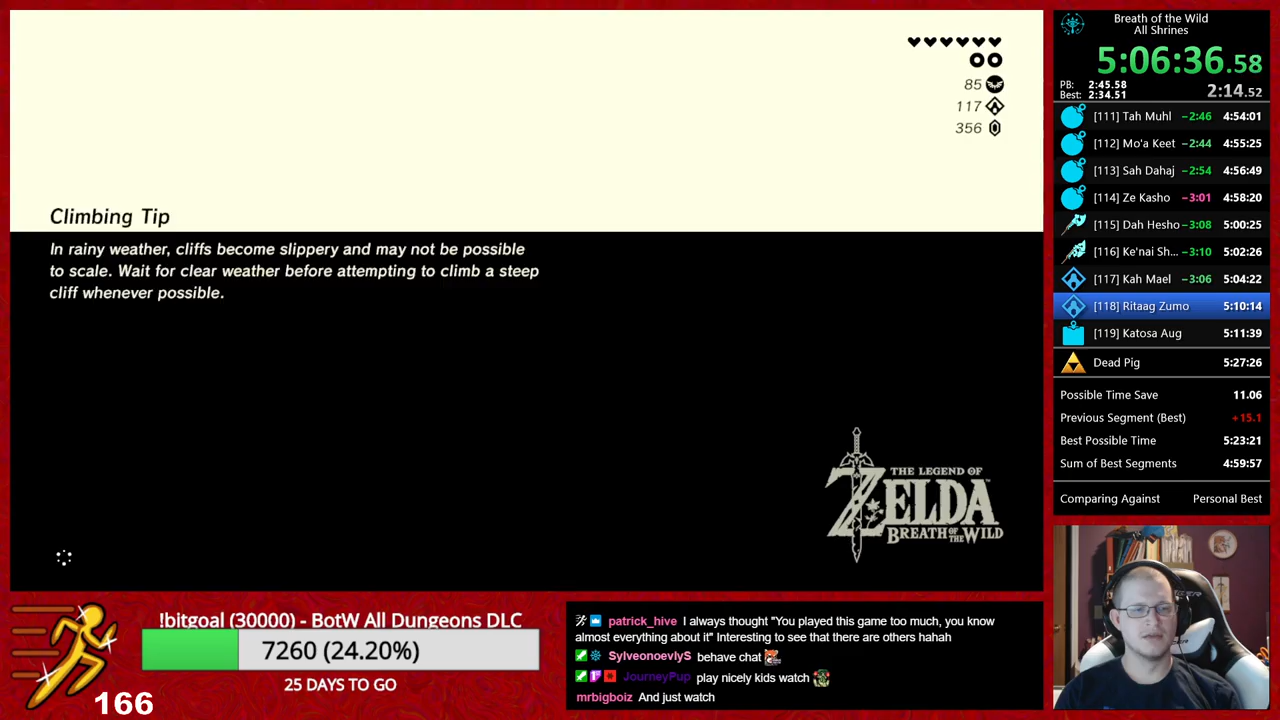 85
117
356
Climbing Tip
In rainy weather, cliffs become slippery and may not be possible
to scale. Wait for clear weather before attempting to climb a steep
cliff whenever possible.
THE LEGEND OF
ZELDA
BREATH OF THE WILD
Breath of the Wild
All Shrines
5:06:36.58
PB: 2:45.58
Best: 2:34.51
2:14.52
[111] Tah Muhl −2:46 4:54:01
[112] Mo'a Keet −2:44 4:55:25
[113] Sah Dahaj −2:54 4:56:49
[114] Ze Kasho −3:01 4:58:20
[115] Dah Hesho −3:08 5:00:25
[116] Ke'nai Sh... −3:10 5:02:26
[117] Kah Mael −3:06 5:04:22
[118] Ritaag Zumo 5:10:14
[119] Katosa Aug 5:11:39
Dead Pig 5:27:26
Possible Time Save 11.06
Previous Segment (Best) +15.1
Best Possible Time 5:23:21
Sum of Best Segments 4:59:57
Comparing Against Personal Best
166
!bitgoal (30000) - BotW All Dungeons DLC
7260 (24.20%)
25 DAYS TO GO
patrick_hive I always thought "You played this game too much, you know
almost everything about it" Interesting to see that there are others hahah
SylveonoevlyS behave chat
JourneyPup play nicely kids watch
mrbigboiz And just watch